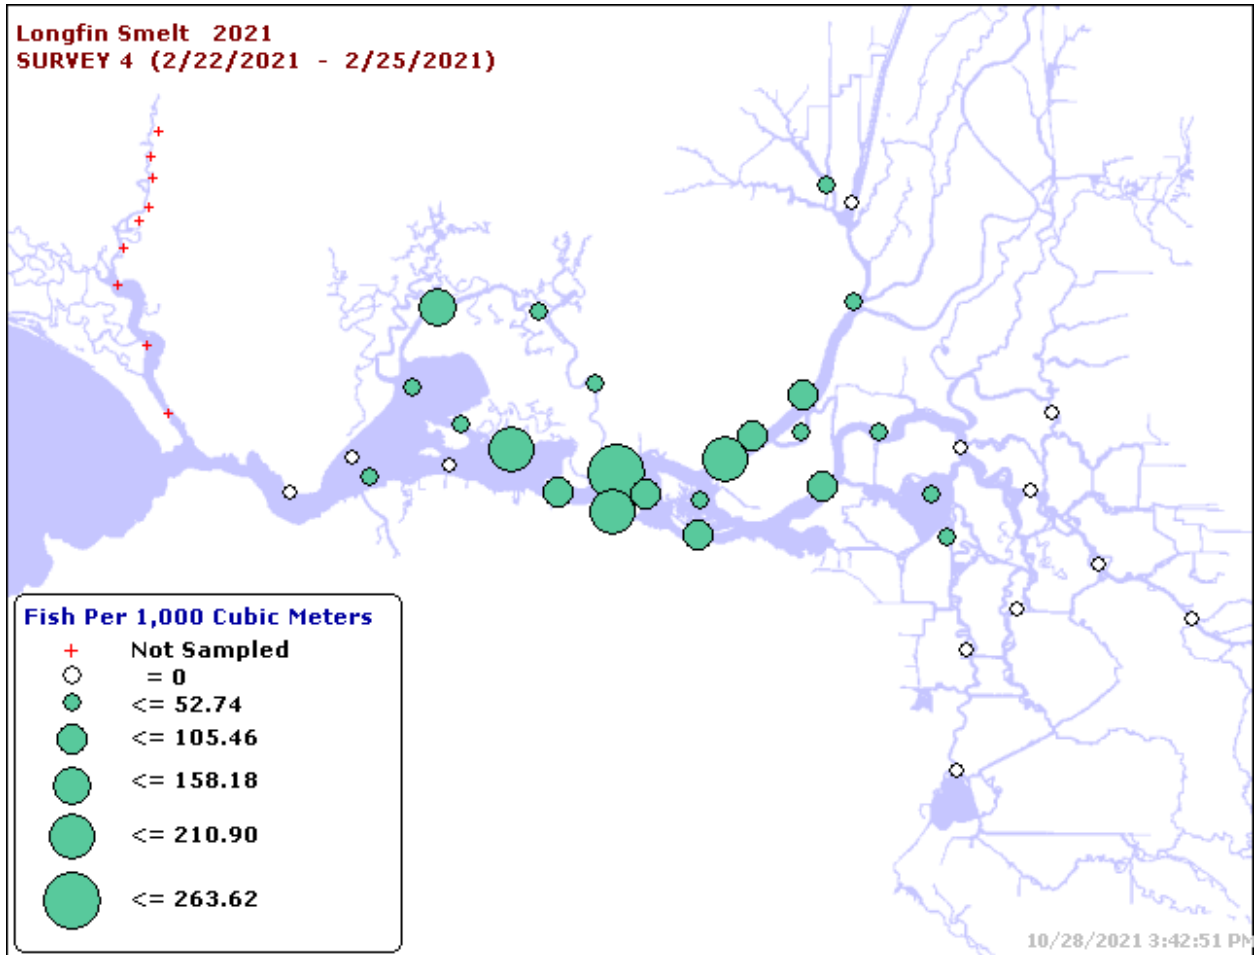 Longfin Smelt 2021
SURVEY 4 (2/22/2021 - 2/25/2021)
Fish Per 1,000 Cubic Meters
Not Sampled
= 0
<= 52.74
<= 105.46
<= 158.18
<= 210.90
<= 263.62
10/28/2021 3:42:51 PM